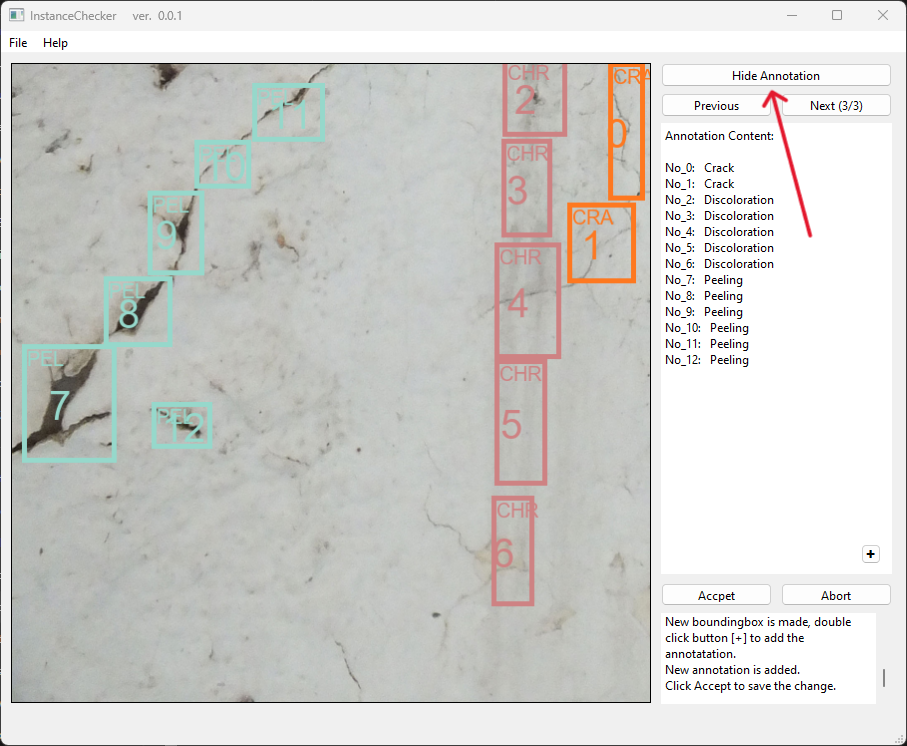 InstanceChecker ver. 0.0.1
File Help
Hide Annotation
Previous Next (3/3)
Annotation Content:
No_0: Crack
No_1: Crack
No_2: Discoloration
No_3: Discoloration
No_4: Discoloration
No_5: Discoloration
No_6: Discoloration
No_7: Peeling
No_8: Peeling
No_9: Peeling
No_10: Peeling
No_11: Peeling
No_12: Peeling
+
Accpet Abort
New boundingbox is made, double
click button [+] to add the
annotatation.
New annotation is added.
Click Accept to save the change.
CHR
2
CRA
0
11
10
CHR
3
PEL
9
CRA
1
CHR
4
PEL
8
PEL
7
CHR
5
PEL
12
CHR
6